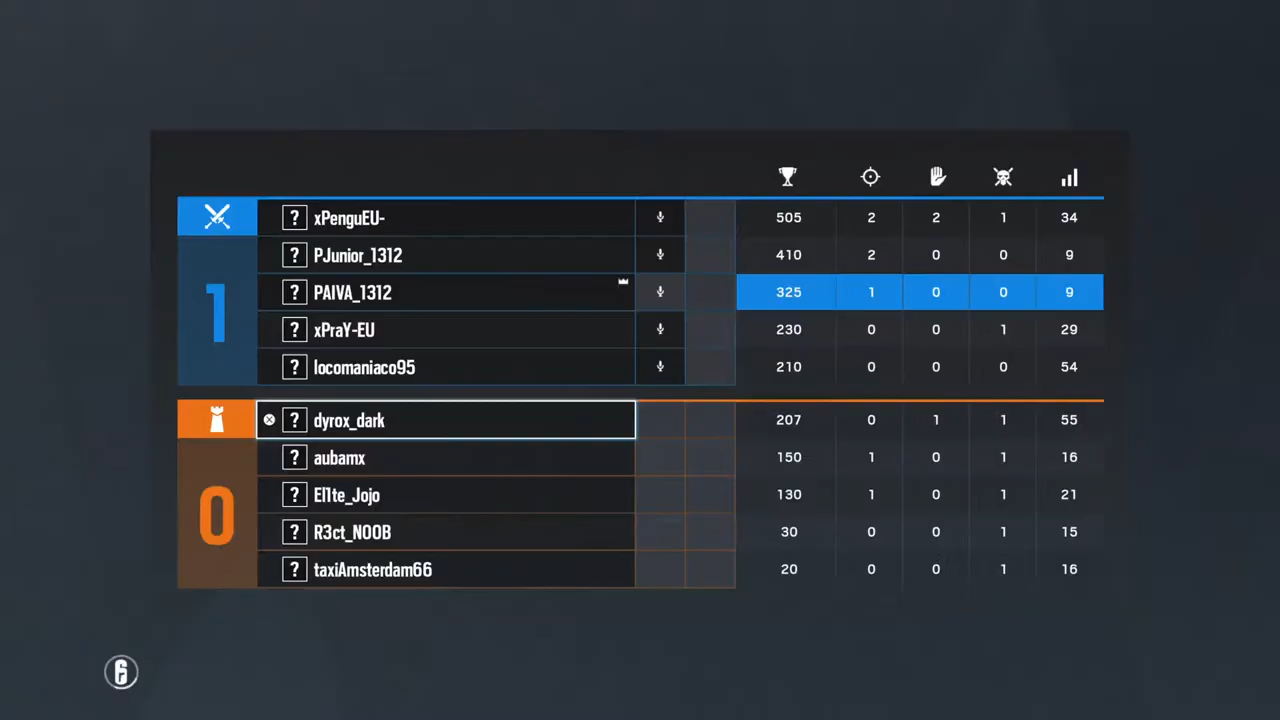 ? xPenguEU- 505 2 2 1 34
? PJunior_1312 410 2 0 0 9
1
? PAIVA_1312 325 1 0 0 9
? xPraY-EU 230 0 0 1 29
? locomaniaco95 210 0 0 0 54
? dyrox_dark 207 0 1 1 55
? aubamx 150 1 0 1 16
? El1te_Jojo 130 1 0 1 21
0
? R3ct_N00B 30 0 0 1 15
? taxiAmsterdam66 20 0 0 1 16
6